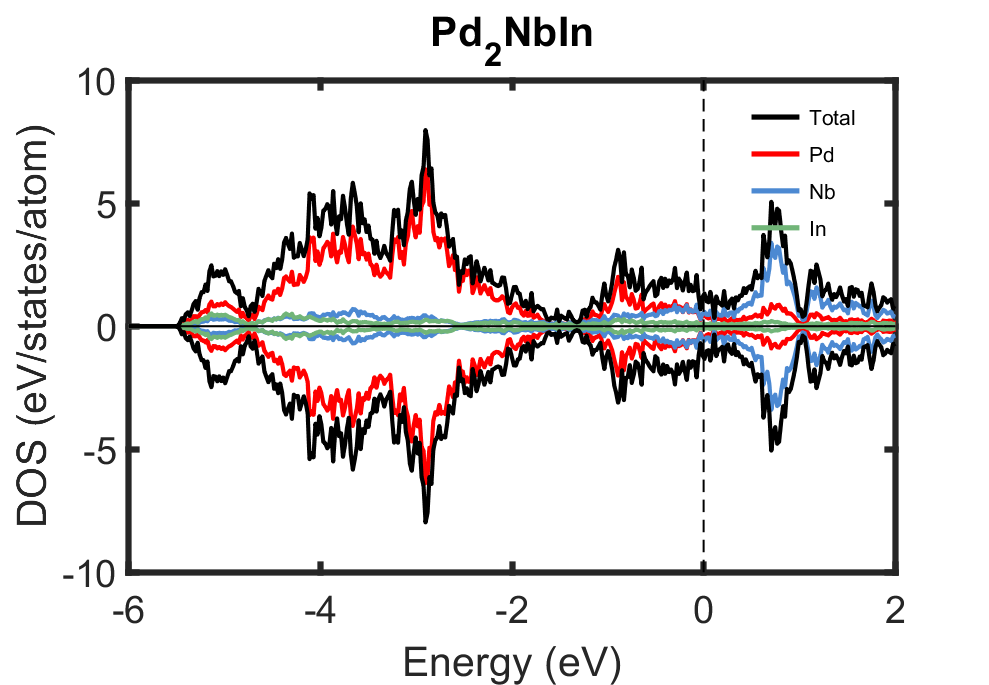 Pd2NbIn
DOS (eV/states/atom)
10
5
0
-5
-10
Total
Pd
Nb
In
-6 -4 -2 0 2
Energy (eV)